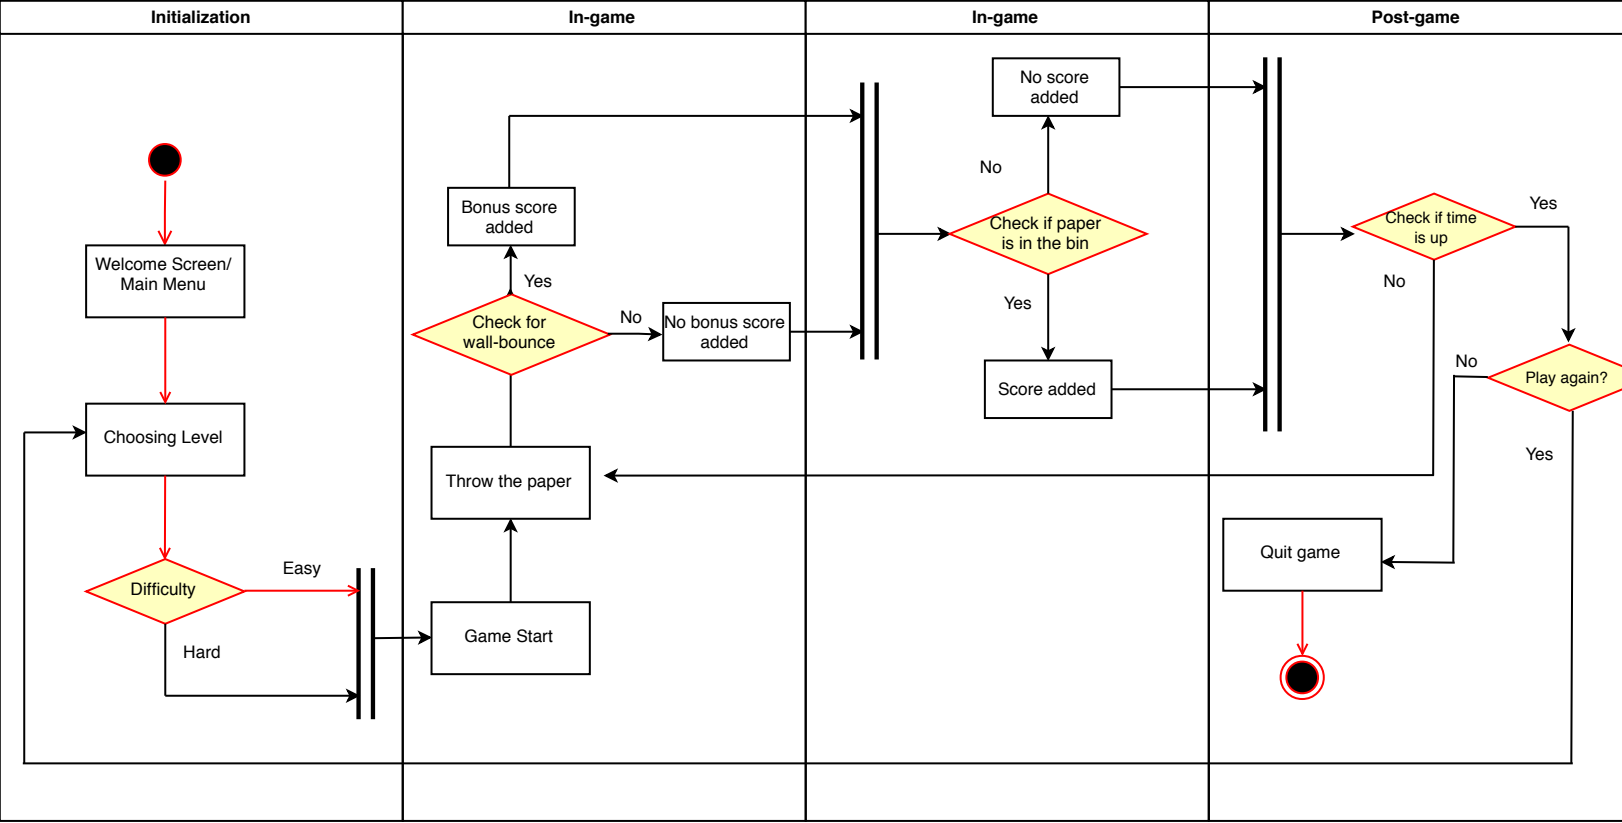 Initialization
In-game
In-game
Post-game
Welcome Screen/
Main Menu
Choosing Level
Difficulty
Easy
Hard
Bonus score
added
Yes
Check for
wall-bounce
No
No bonus score
added
Throw the paper
Game Start
No score
added
No
Check if paper
is in the bin
Yes
Score added
Check if time
is up
Yes
No
Play again?
No
Yes
Quit game